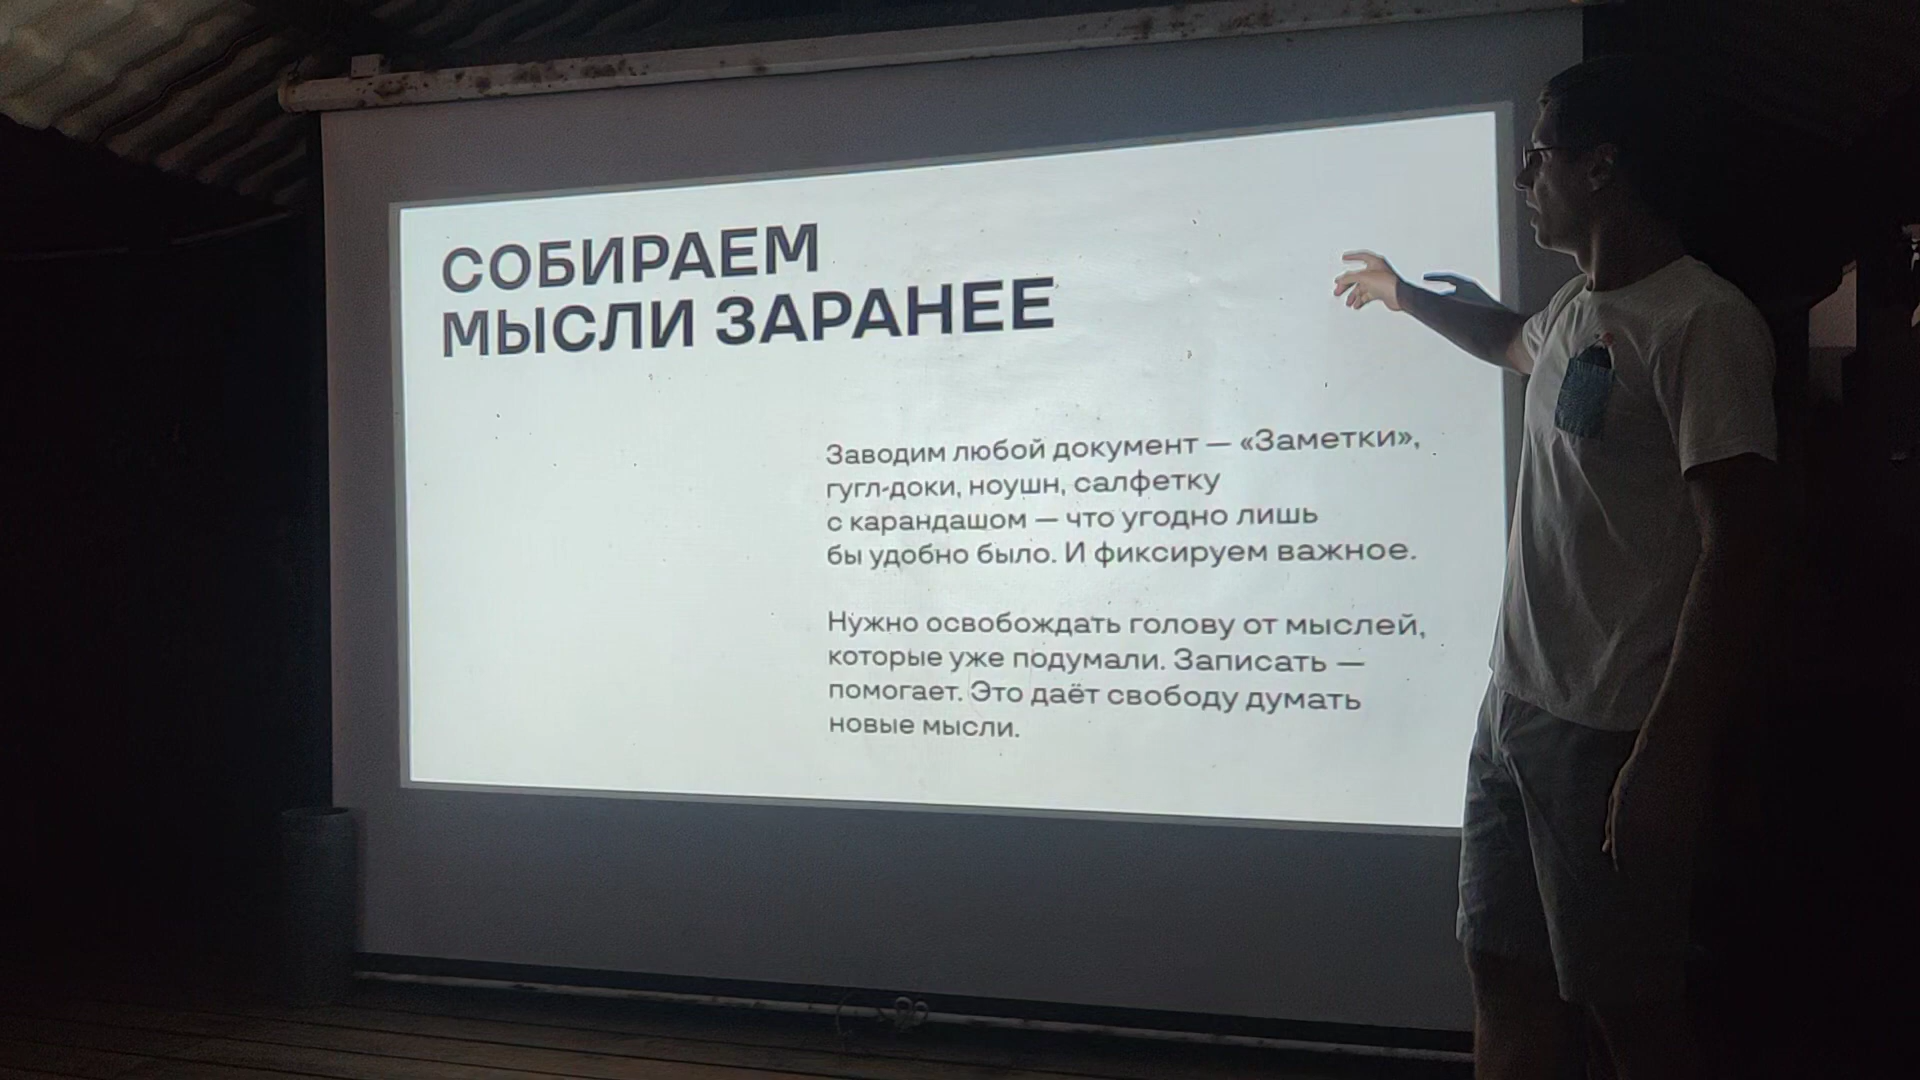 СОБИРАЕМ
МЫСЛИ ЗАРАНЕЕ
Заводим любой документ — «Заметки»,
гугл-доки, ноушн, салфетку
с карандашом — что угодно лишь
бы удобно было. И фиксируем важное.
Нужно освобождать голову от мыслей,
которые уже подумали. Записать —
помогает. Это даёт свободу думать
новые мысли.